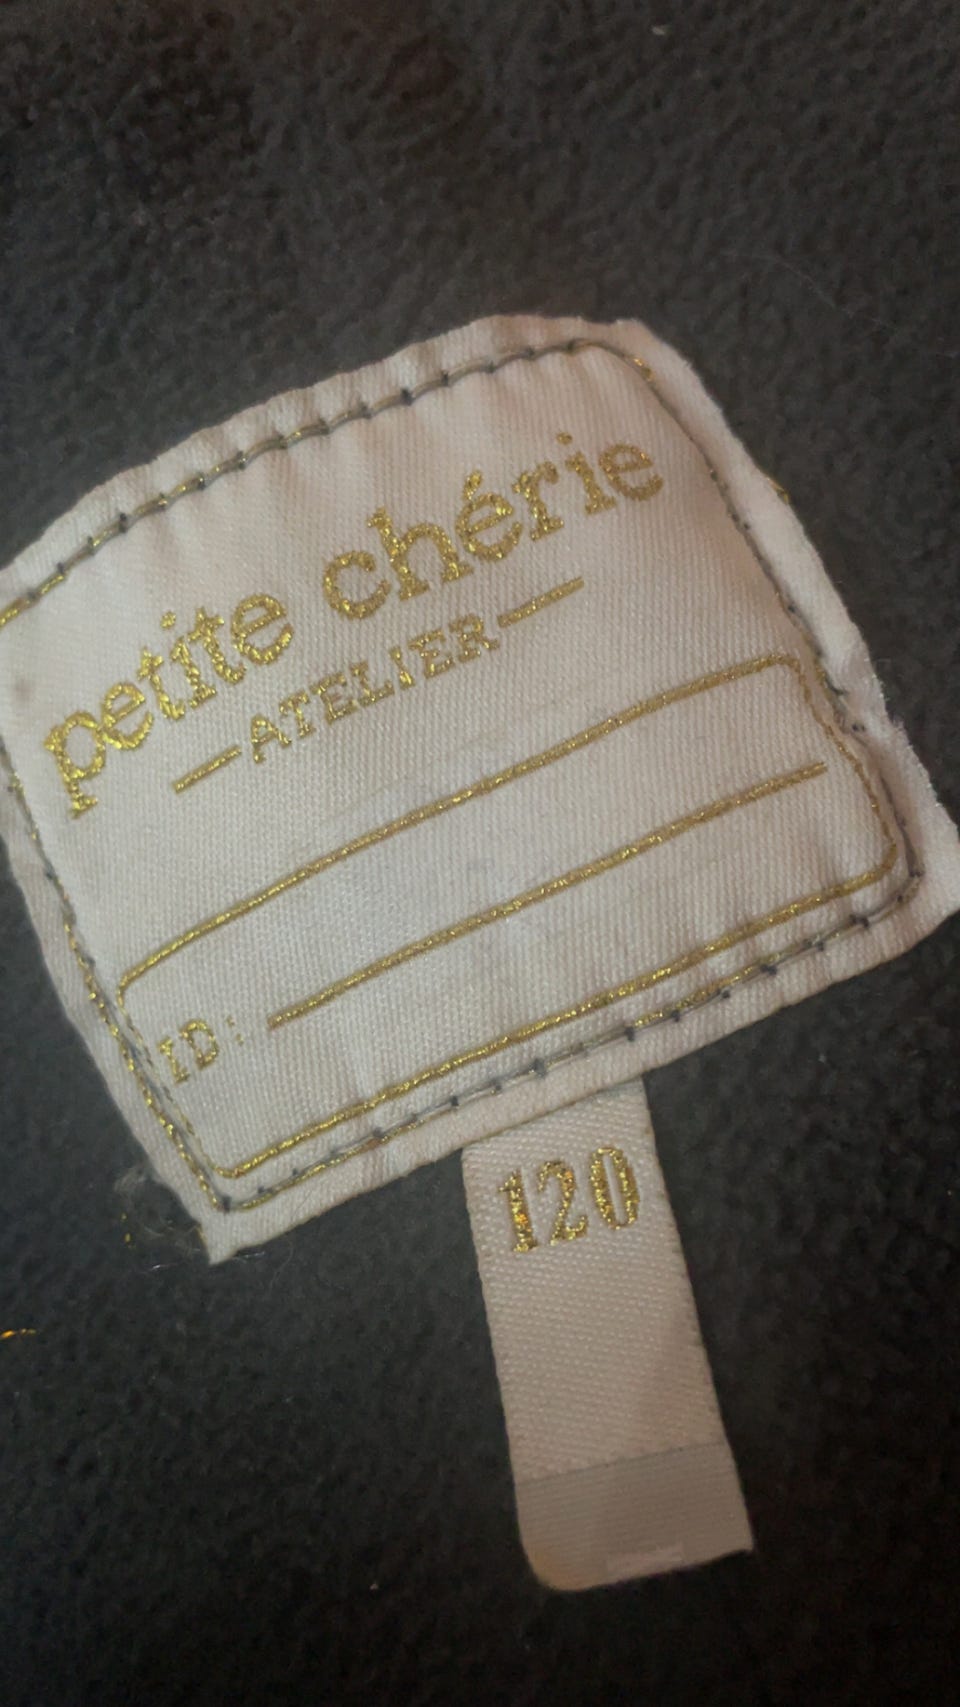 petite chérie
—ATELIER—
ID:
120